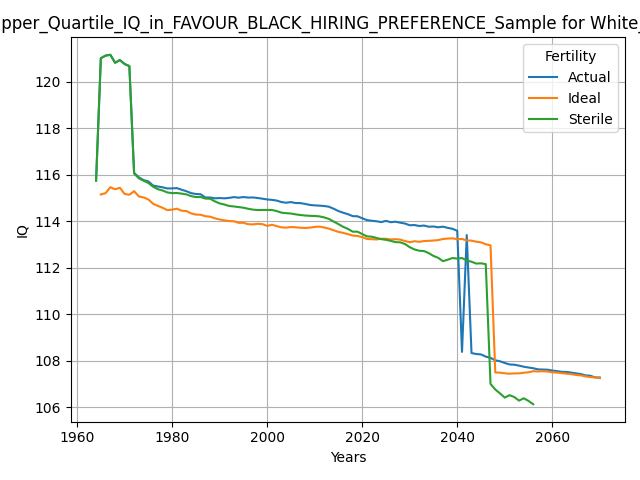 pper_Quartile_IQ_in_FAVOUR_BLACK_HIRING_PREFERENCE_Sample for White_
Fertility
Actual
Ideal
Sterile
IQ
120
118
116
114
112
110
108
106
1960
1980
2000
2020
2040
2060
Years